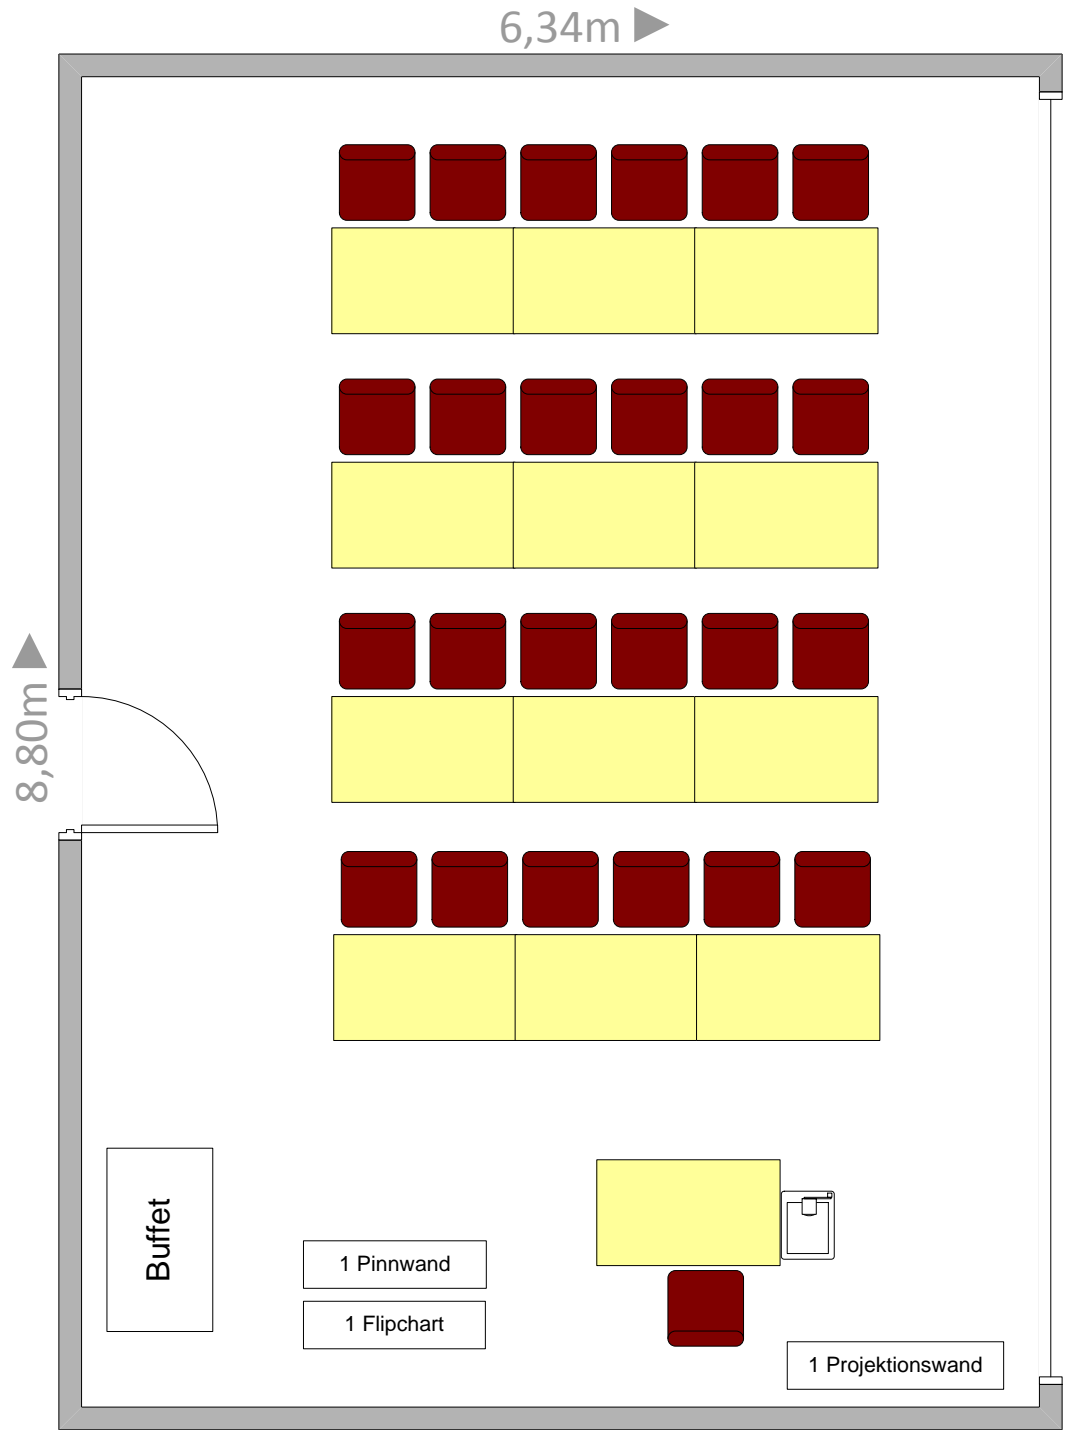 6,34m
8,80m
Buffet
1 Pinnwand
1 Flipchart
1 Projektionswand